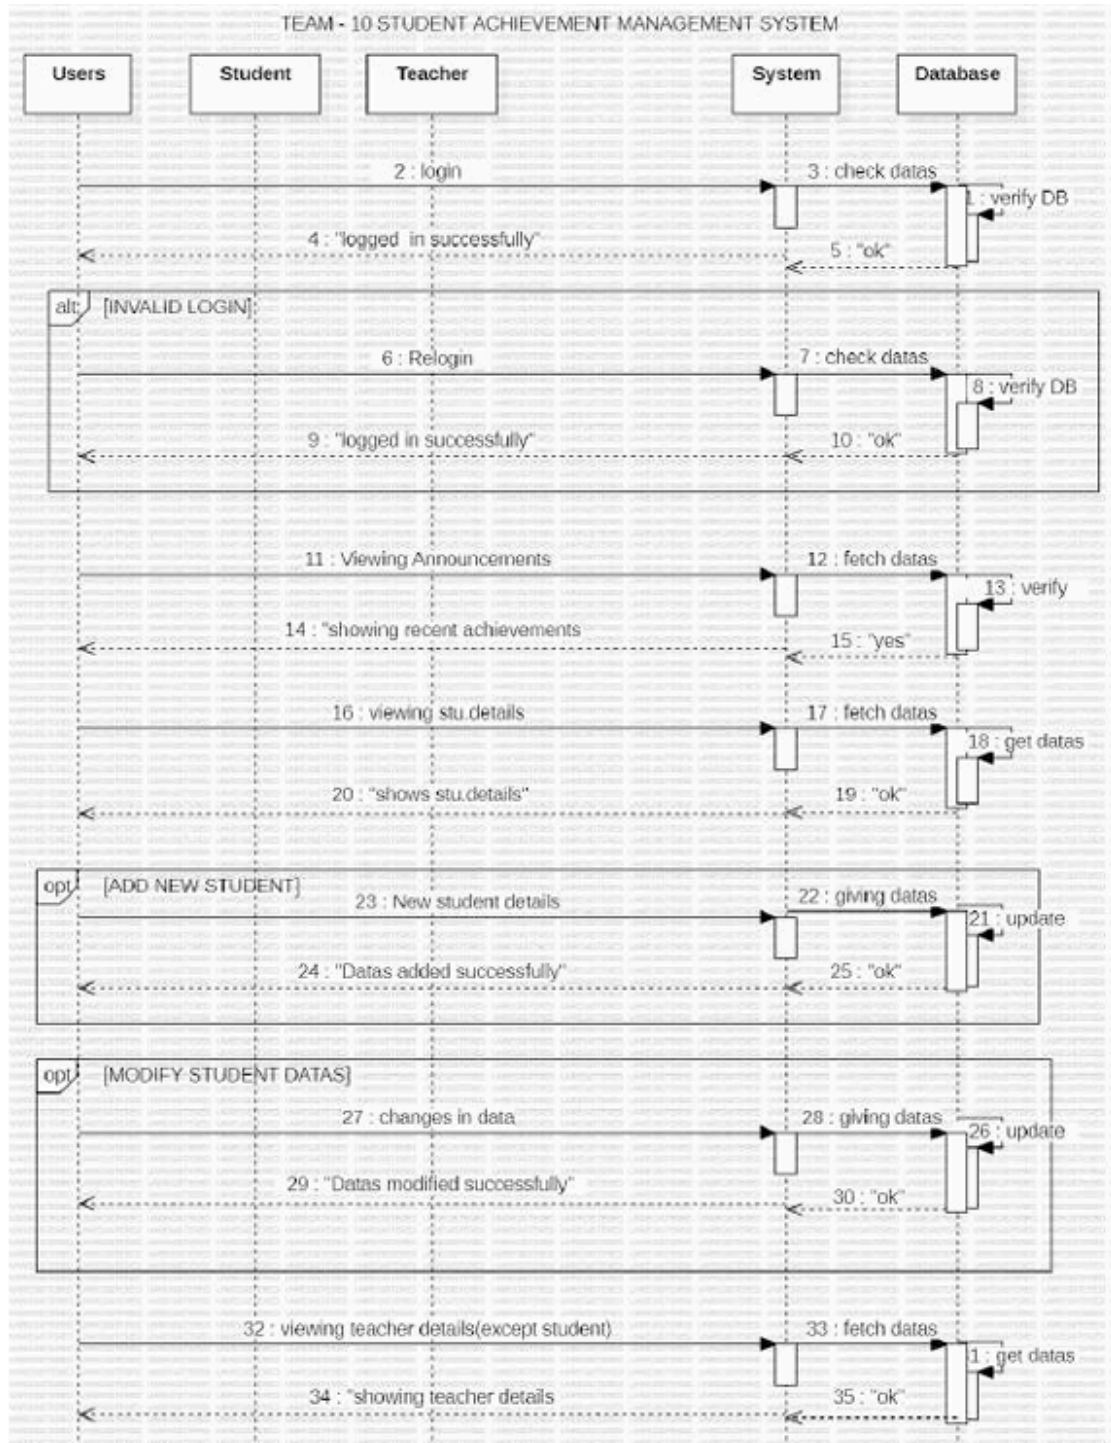 TEAM - 10 STUDENT ACHIEVEMENT MANAGEMENT SYSTEM
Users
Student
Teacher
System
Database
2 : login
3 : check datas
1 : verify DB
4 : "logged in successfully"
5 : "ok"
alt
[INVALID LOGIN]
6 : Relogin
7 : check datas
8 : verify DB
9 : "logged in successfully"
10 : "ok"
11 : Viewing Announcements
12 : fetch datas
13 : verify
14 : "showing recent achievements
15 : "yes"
16 : viewing stu.details
17 : fetch datas
18 : get datas
20 : "shows stu.details"
19 : "ok"
opt
[ADD NEW STUDENT]
23 : New student details
22 : giving datas
21 : update
24 : "Datas added successfully"
25 : "ok"
opt
[MODIFY STUDENT DATAS]
27 : changes in data
28 : giving datas
26 : update
29 : "Datas modified successfully"
30 : "ok"
32 : viewing teacher details(except student)
33 : fetch datas
1 : get datas
34 : "showing teacher details
35 : "ok"